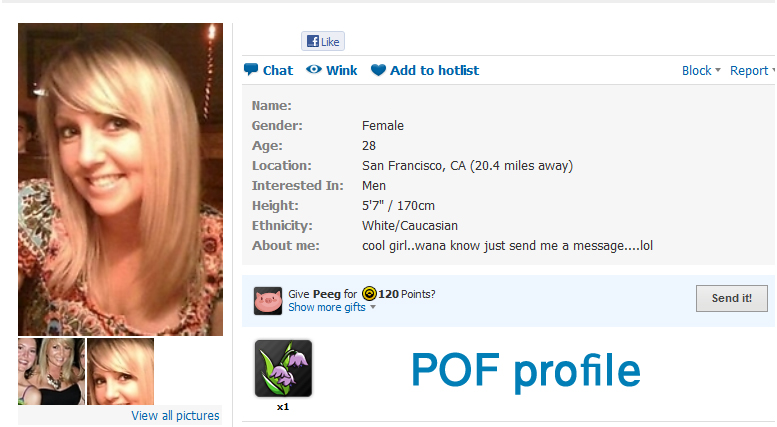 Like
Chat Wink Add to hotlist Block Report
Name:
Gender: Female
Age: 28
Location: San Francisco, CA (20.4 miles away)
Interested In: Men
Height: 5'7" / 170cm
Ethnicity: White/Caucasian
About me: cool girl..wana know just send me a message....lol
Give Peeg for 120 Points?
Show more gifts
Send it!
x1
POF profile
View all pictures